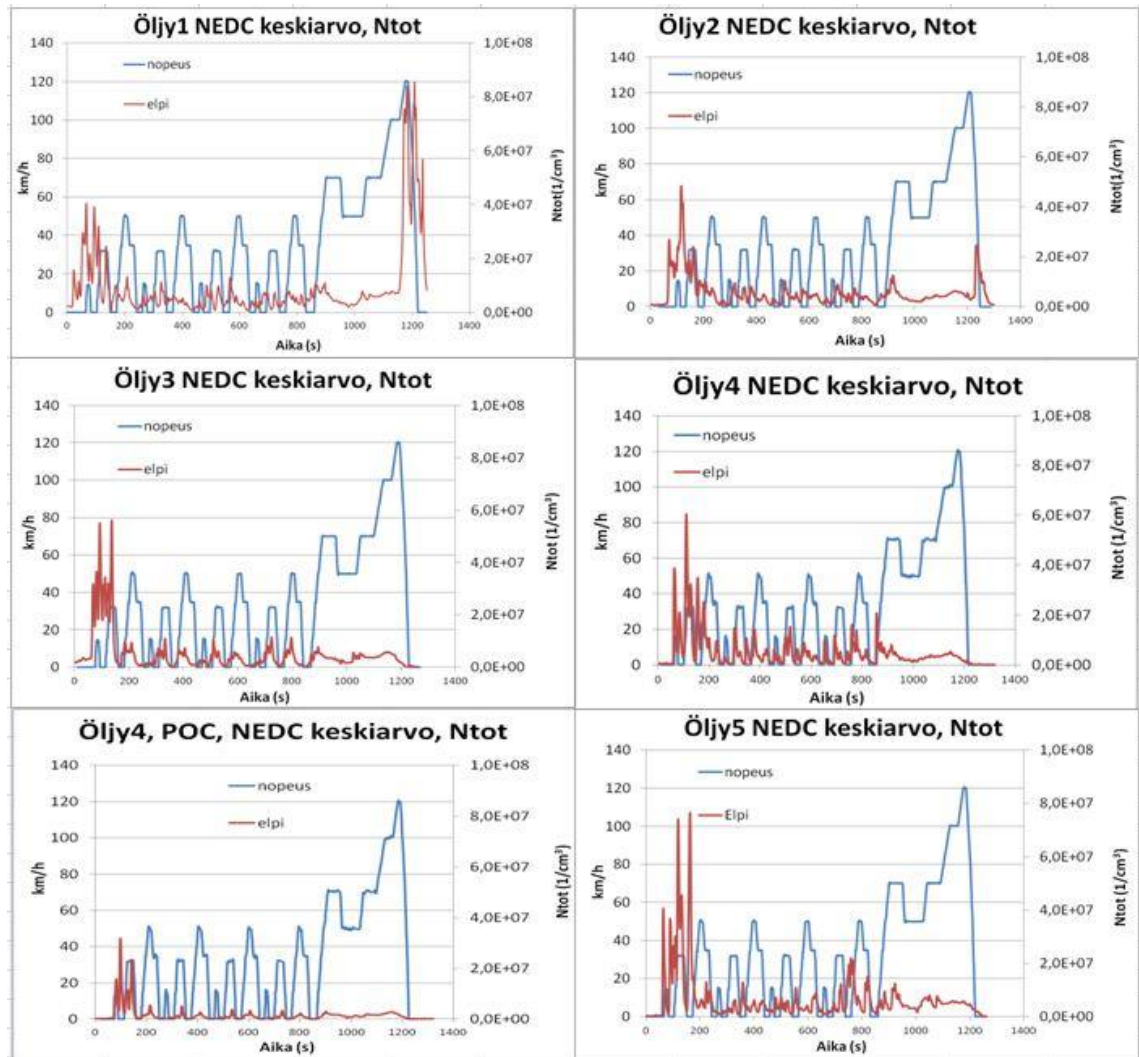 Öljy1 NEDC keskiarvo, Ntot
140
120
100
80
60
40
20
0
km/h
nopeus
elpi
1,0E+08
8,0E+07
6,0E+07
4,0E+07
2,0E+07
0,0E+00
Ntot(1/cm³)
0 200 400 600 800 1000 1200 1400
Aika (s)
Öljy2 NEDC keskiarvo, Ntot
140
120
100
80
60
40
20
0
km/h
nopeus
elpi
1,0E+08
8,0E+07
6,0E+07
4,0E+07
2,0E+07
0,0E+00
Ntot(1/cm³)
0 200 400 600 800 1000 1200 1400
Aika (s)
Öljy3 NEDC keskiarvo, Ntot
140
120
100
80
60
40
20
0
km/h
nopeus
elpi
1,0E+08
8,0E+07
6,0E+07
4,0E+07
2,0E+07
0,0E+00
Ntot (1/cm³)
0 200 400 600 800 1000 1200 1400
Aika (s)
Öljy4 NEDC keskiarvo, Ntot
140
120
100
80
60
40
20
0
km/h
nopeus
elpi
1,0E+08
8,0E+07
6,0E+07
4,0E+07
2,0E+07
0,0E+00
Ntot (1/cm³)
0 200 400 600 800 1000 1200 1400
Aika (s)
Öljy4, POC, NEDC keskiarvo, Ntot
140
120
100
80
60
40
20
0
km/h
nopeus
elpi
1,0E+08
8,0E+07
6,0E+07
4,0E+07
2,0E+07
0,0E+00
Ntot (1/cm³)
0 200 400 600 800 1000 1200 1400
Aika (s)
Öljy5 NEDC keskiarvo, Ntot
140
120
100
80
60
40
20
0
km/h
nopeus
Elpi
1,0E+08
8,0E+07
6,0E+07
4,0E+07
2,0E+07
0,0E+00
Ntot (1/cm³)
0 200 400 600 800 1000 1200 1400
Aika (s)